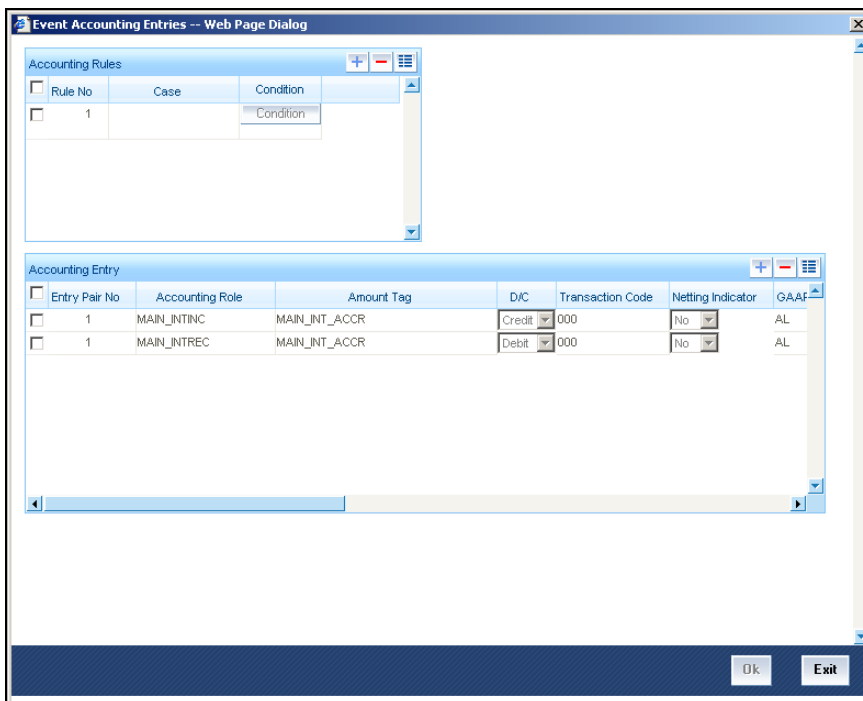 Event Accounting Entries -- Web Page Dialog
Accounting Rules
Rule No Case Condition
1 Condition
Accounting Entry
Entry Pair No Accounting Role Amount Tag D/C Transaction Code Netting Indicator GAAP
1 MAIN_INTINC MAIN_INT_ACCR Credit 000 No AL
1 MAIN_INTREC MAIN_INT_ACCR Debit 000 No AL
Ok Exit